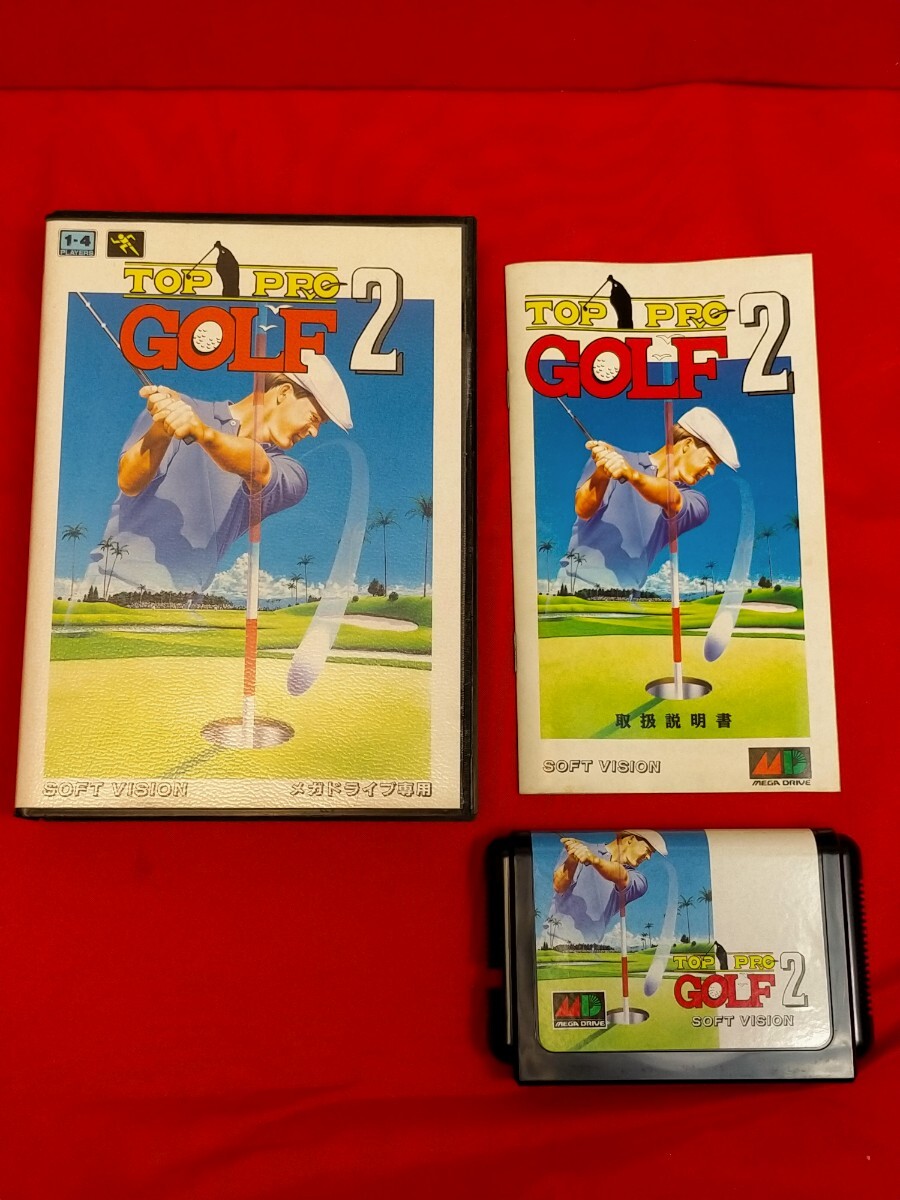 1-4
PLAYERS
TOP PRO
GOLF 2
SOFT VISION
メガドライブ専用
TOP PRO
GOLF 2
取扱説明書
SOFT VISION
MEGA DRIVE
TOP PRO
GOLF 2
SOFT VISION
MEGA DRIVE